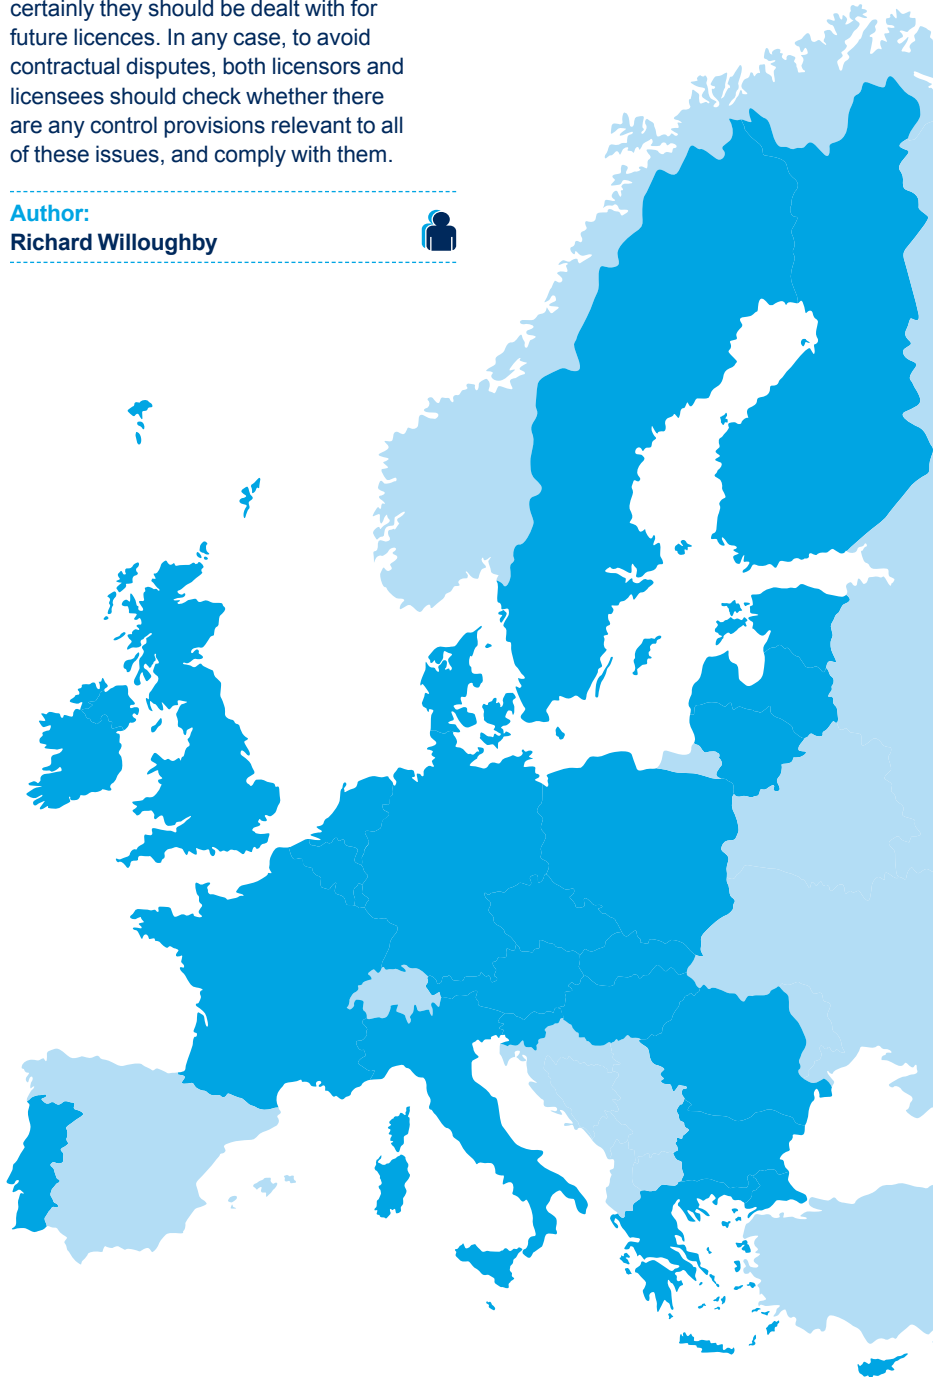 certainly they should be dealt with for
future licences. In any case, to avoid
contractual disputes, both licensors and
licensees should check whether there
are any control provisions relevant to all
of these issues, and comply with them.
Author:
Richard Willoughby